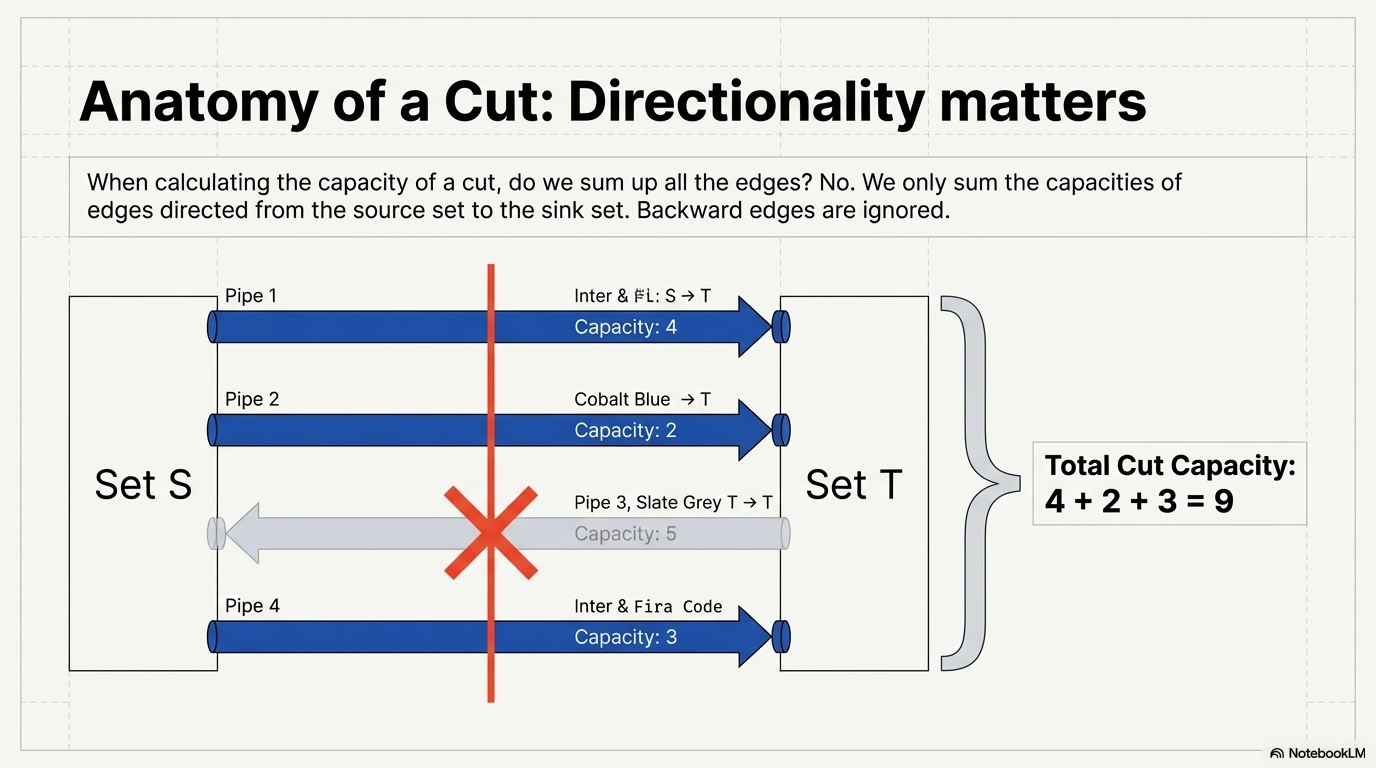 Anatomy of a Cut: Directionality matters
When calculating the capacity of a cut, do we sum up all the edges? No. We only sum the capacities of
edges directed from the source set to the sink set. Backward edges are ignored.
Pipe 1
Inter & : S → T
Capacity: 4
Pipe 2
Cobalt Blue → T
Capacity: 2
Set S
Set T
Pipe 3, Slate Grey T → T
Capacity: 5
Pipe 4
Inter & Fira Code
Capacity: 3
Total Cut Capacity:
4 + 2 + 3 = 9
NotebookLM